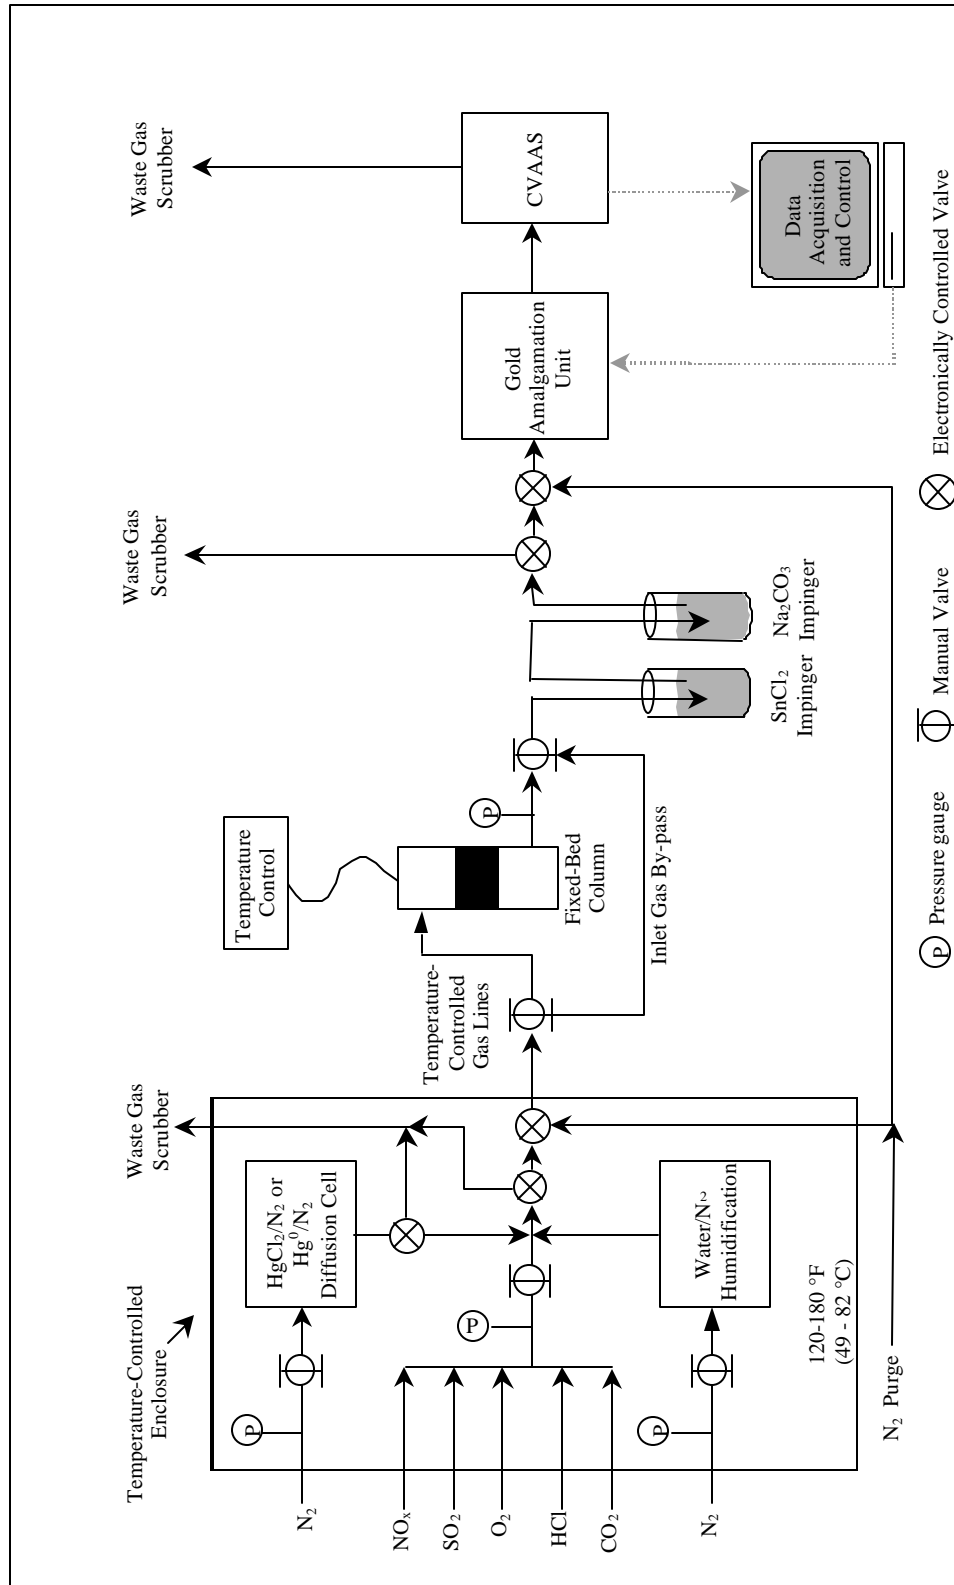 Temperature-Controlled
Enclosure
N₂
NOₓ
SO₂
O₂
HCl
CO₂
N₂
P
P
P
HgCl₂/N₂ or
Hg⁰/N₂
Diffusion Cell
Water/N₂
Humidification
120-180 °F
(49 - 82 °C)
N₂ Purge
Waste Gas
Scrubber
Temperature-
Controlled
Gas Lines
Temperature
Control
Fixed-Bed
Column
P
Inlet Gas By-pass
SnCl₂
Impinger
Na₂CO₃
Impinger
Waste Gas
Scrubber
Gold
Amalgamation
Unit
CVAAS
Waste Gas
Scrubber
Data
Acquisition
and Control
P Pressure gauge
Manual Valve
Electronically Controlled Valve